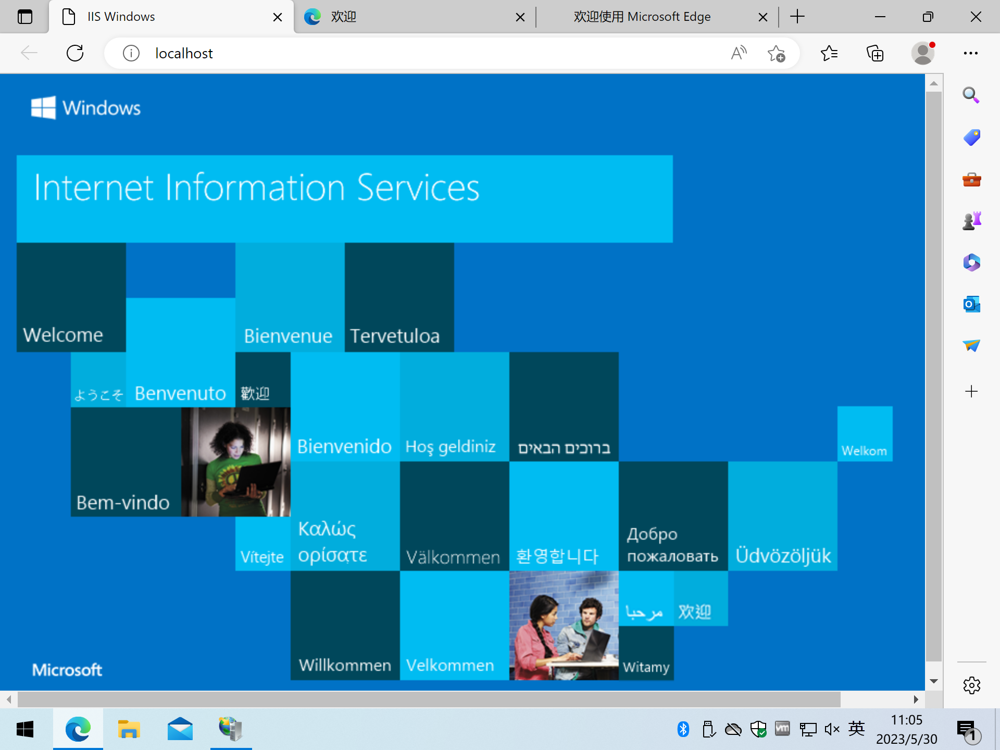 IIS Windows
欢迎
欢迎使用 Microsoft Edge
localhost
Windows
Internet Information Services
Welcome
Bienvenue
Tervetuloa
ようこそ
Benvenuto
歡迎
Bienvenido
Hoş geldiniz
ברוכים הבאים
Welkom
Bem-vindo
Vítejte
Καλώς
ορίσατε
Välkommen
환영합니다
Добро
пожаловать
Üdvözöljük
Willkommen
Velkommen
مرحبا
欢迎
Witamy
Microsoft
英
11:05
2023/5/30
1